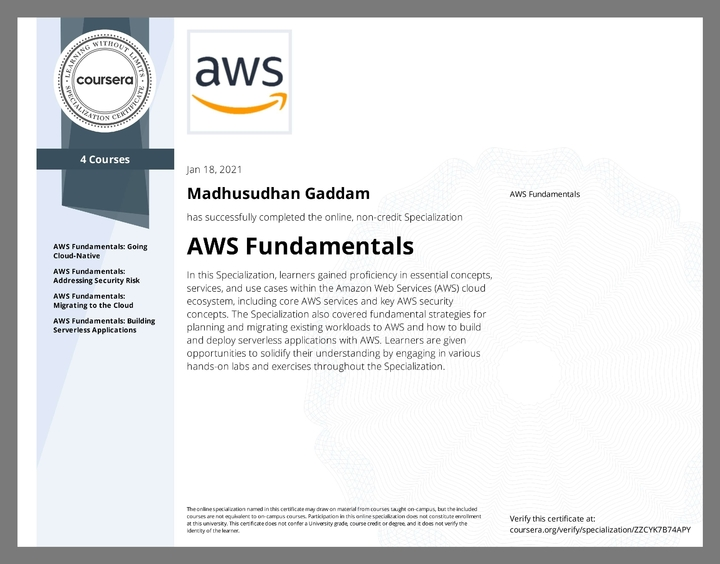 LEARNING WITHOUT LIMITS
coursera
SPECIALIZATION CERTIFICATE
4 Courses
AWS Fundamentals: Going
Cloud-Native
AWS Fundamentals:
Addressing Security Risk
AWS Fundamentals:
Migrating to the Cloud
AWS Fundamentals: Building
Serverless Applications
aws
Jan 18, 2021
Madhusudhan Gaddam
has successfully completed the online, non-credit Specialization
AWS Fundamentals
In this Specialization, learners gained proficiency in essential concepts,
services, and use cases within the Amazon Web Services (AWS) cloud
ecosystem, including core AWS services and key AWS security
concepts. The Specialization also covered fundamental strategies for
planning and migrating existing workloads to AWS and how to build
and deploy serverless applications with AWS. Learners are given
opportunities to solidify their understanding by engaging in various
hands-on labs and exercises throughout the Specialization.
AWS Fundamentals
The online specialization named in this certificate may draw on material from courses taught on-campus, but the included
courses are not equivalent to on-campus courses. Participation in this online specialization does not constitute enrollment
at this university. This certificate does not confer a University grade, course credit or degree, and it does not verify the
identity of the learner.
Verify this certificate at:
coursera.org/verify/specialization/ZZCYK7B74APY